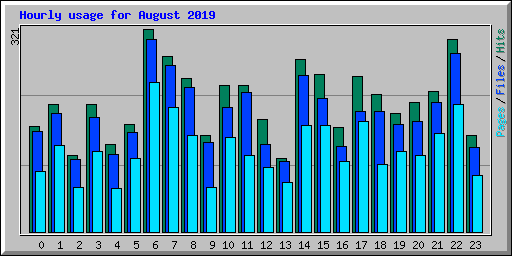 Hourly usage for August 2019
321
Pages / Files / Hits
0 1 2 3 4 5 6 7 8 9 10 11 12 13 14 15 16 17 18 19 20 21 22 23